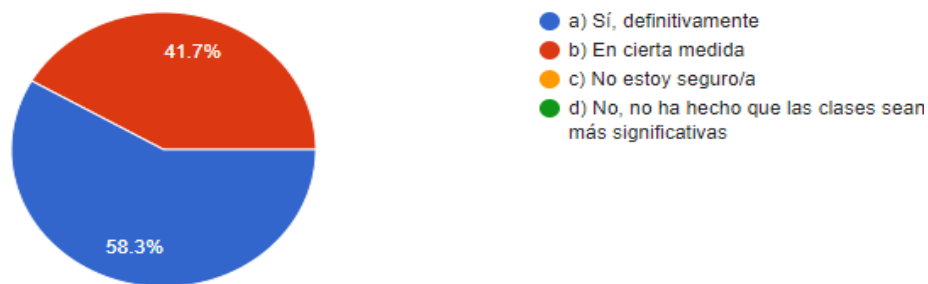 41.7%
58.3%
a) Sí, definitivamente
b) En cierta medida
c) No estoy seguro/a
d) No, no ha hecho que las clases sean
más significativas